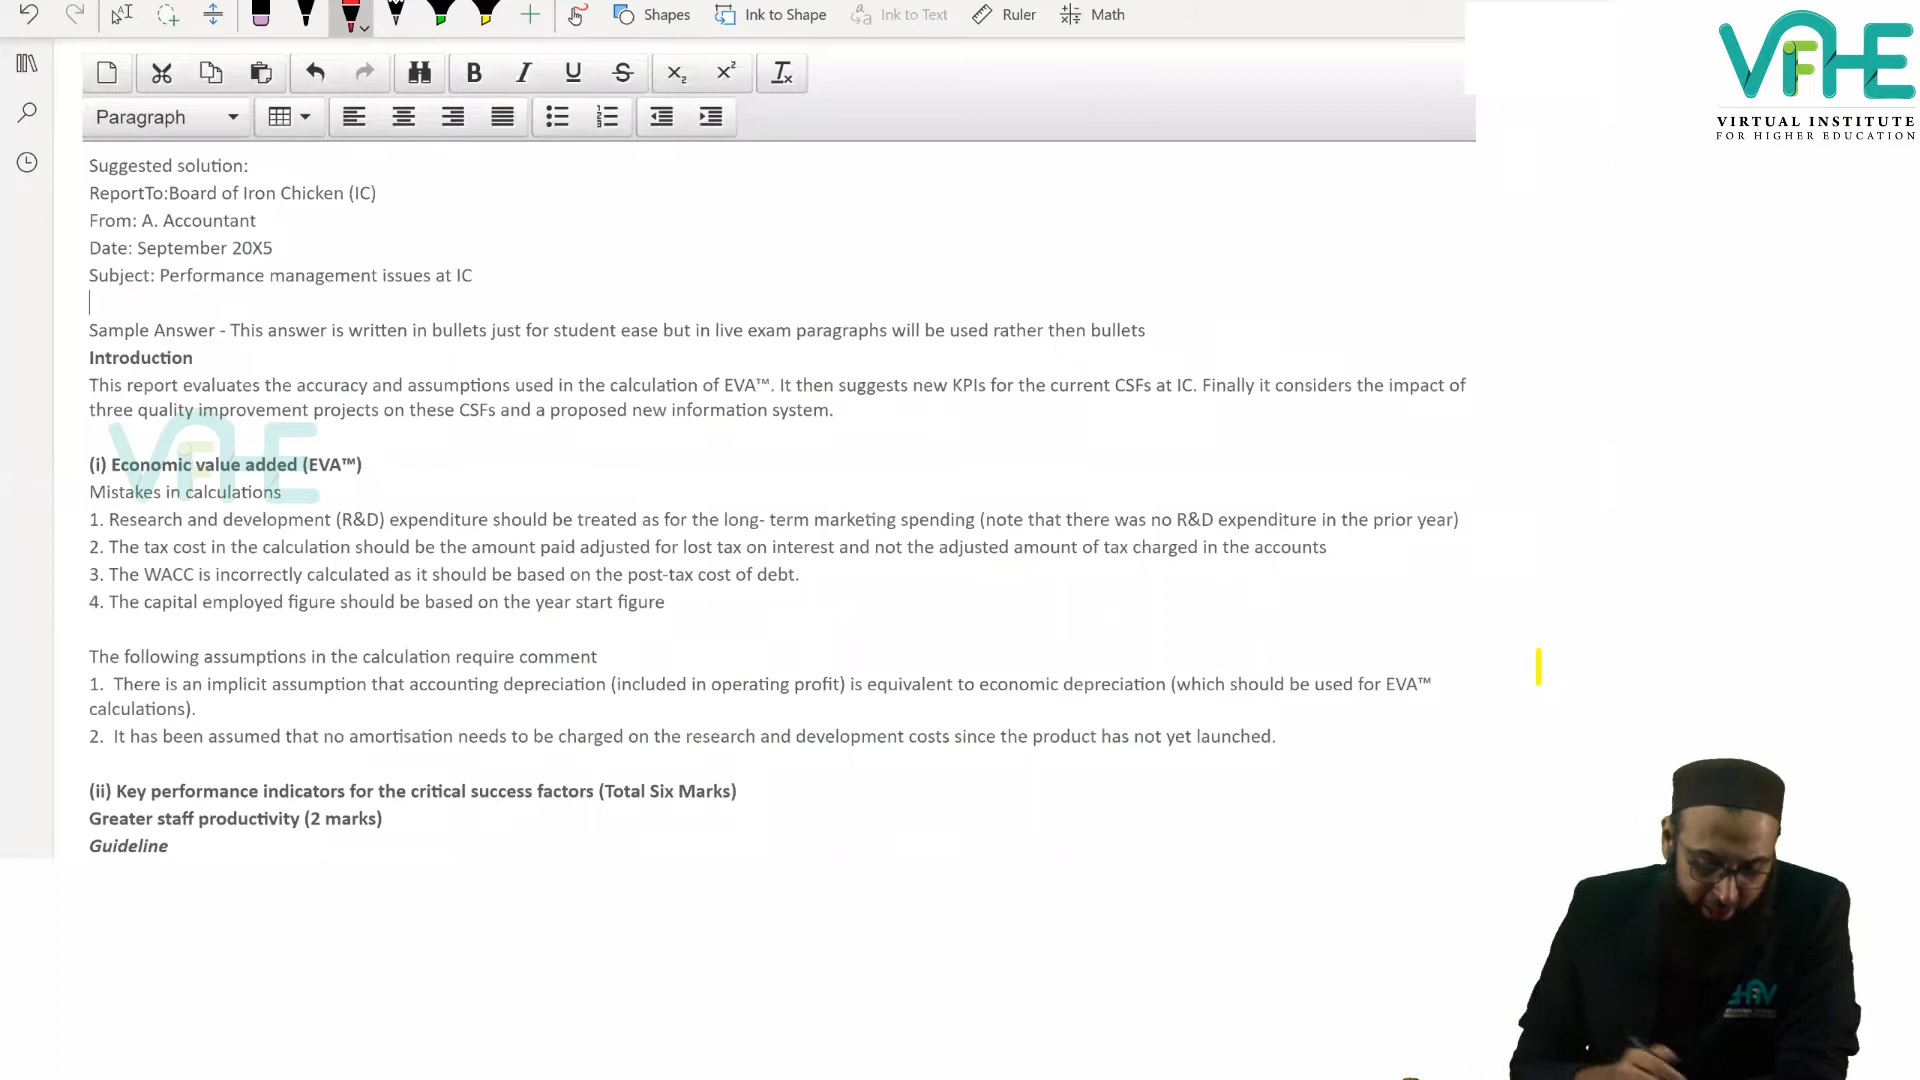 Shapes Ink to Shape Ink to Text Ruler Math
Paragraph
VIFHE
VIRTUAL INSTITUTE
FOR HIGHER EDUCATION
Suggested solution:
ReportTo:Board of Iron Chicken (IC)
From: A. Accountant
Date: September 20X5
Subject: Performance management issues at IC
Sample Answer - This answer is written in bullets just for student ease but in live exam paragraphs will be used rather then bullets
Introduction
This report evaluates the accuracy and assumptions used in the calculation of EVA™. It then suggests new KPIs for the current CSFs at IC. Finally it considers the impact of
three quality improvement projects on these CSFs and a proposed new information system.
(i) Economic value added (EVA™)
Mistakes in calculations
1. Research and development (R&D) expenditure should be treated as for the long- term marketing spending (note that there was no R&D expenditure in the prior year)
2. The tax cost in the calculation should be the amount paid adjusted for lost tax on interest and not the adjusted amount of tax charged in the accounts
3. The WACC is incorrectly calculated as it should be based on the post-tax cost of debt.
4. The capital employed figure should be based on the year start figure
The following assumptions in the calculation require comment
1. There is an implicit assumption that accounting depreciation (included in operating profit) is equivalent to economic depreciation (which should be used for EVA™
calculations).
2. It has been assumed that no amortisation needs to be charged on the research and development costs since the product has not yet launched.
(ii) Key performance indicators for the critical success factors (Total Six Marks)
Greater staff productivity (2 marks)
Guideline